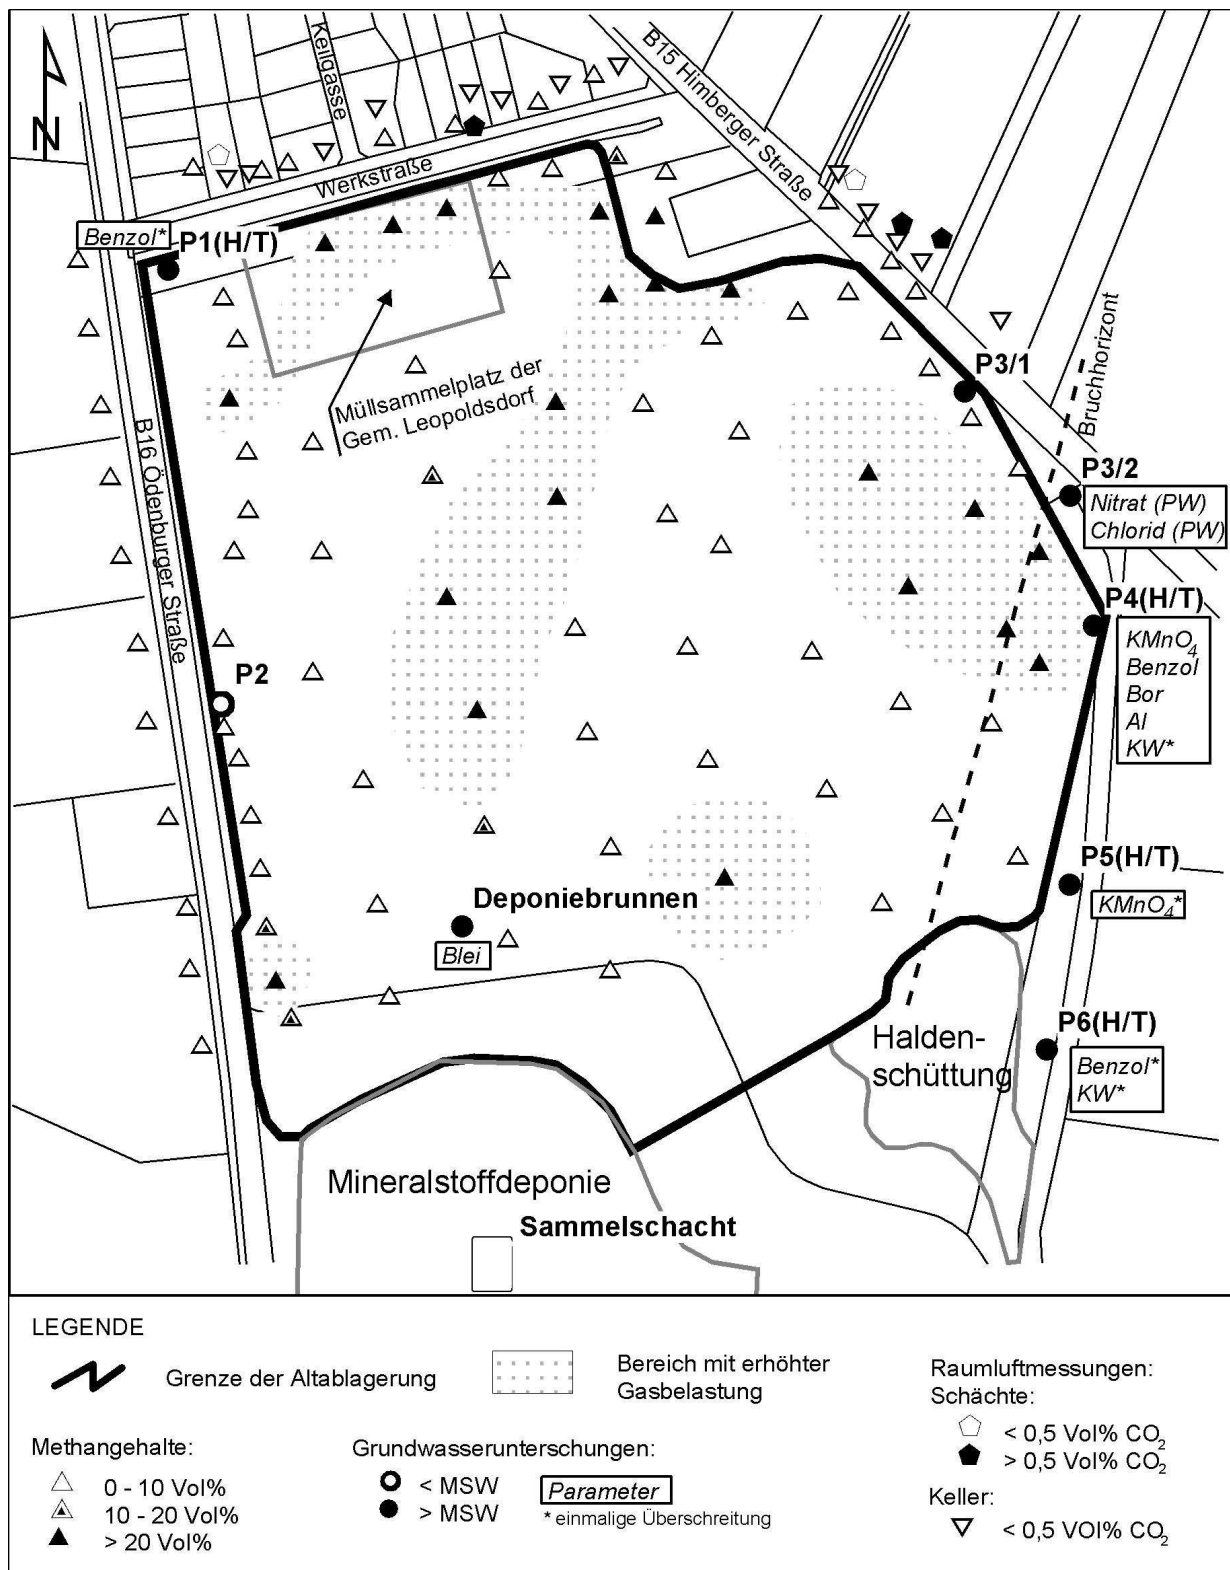 N
Keilgasse
B15 Himberger Straße
Werkstraße
Benzol*
P1(H/T)
Müllsammelplatz der
Gem. Leopoldsdorf
B16 Ödenburger Straße
Bruchhorizont
P3/1
P3/2
Nitrat (PW)
Chlorid (PW)
P4(H/T)
KMnO4
Benzol
Bor
Al
KW*
P2
P5(H/T)
KMnO4*
Deponiebrunnen
Blei
P6(H/T)
Benzol*
KW*
Halden-
schüttung
Mineralstoffdeponie
Sammelschacht
LEGENDE
Grenze der Altablagerung
Bereich mit erhöhter
Gasbelastung
Methangehalte:
0 - 10 Vol%
10 - 20 Vol%
> 20 Vol%
Grundwasserunterschungen:
< MSW
> MSW
Parameter
* einmalige Überschreitung
Raumluftmessungen:
Schächte:
< 0,5 Vol% CO2
> 0,5 Vol% CO2
Keller:
< 0,5 VOl% CO2